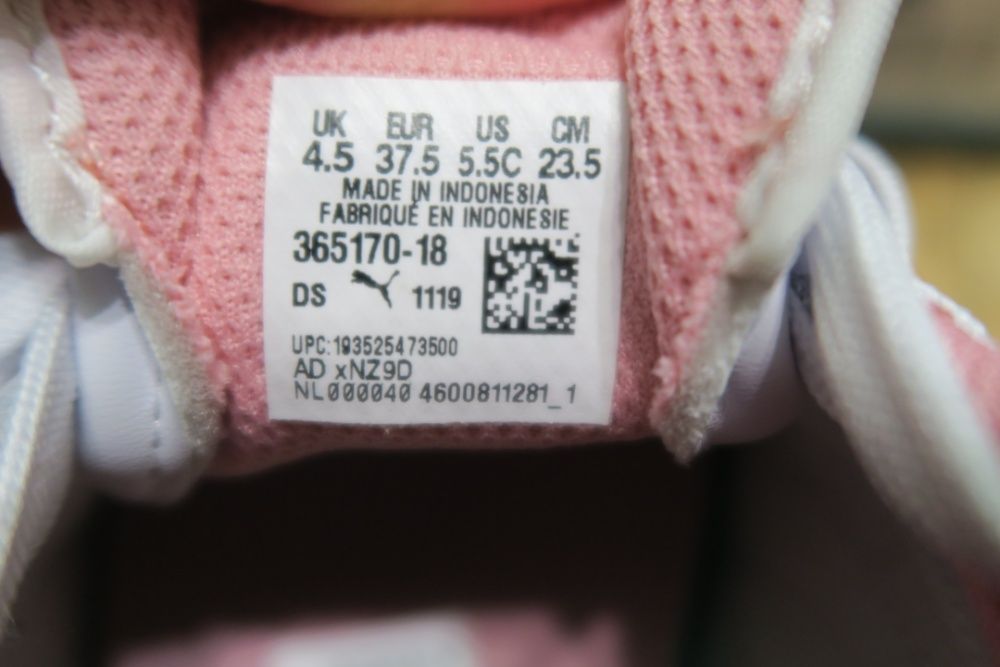 UK EUR US CM
4.5 37.5 5.5C 23.5
MADE IN INDONESIA
FABRIQUÉ EN INDONESIE
365170-18
DS 1119
UPC:193525473500
AD xNZ9D
NL000040 4600811281_1